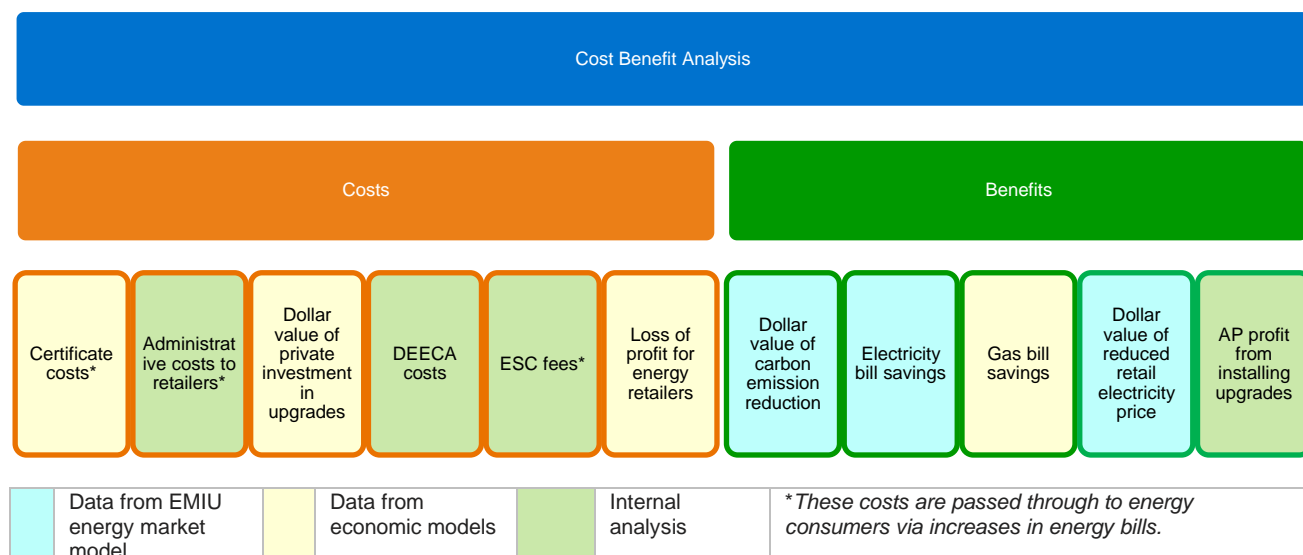 Cost Benefit Analysis
Costs
Benefits
Certificate
costs*
Administrat
ive costs to
retailers*
Dollar
value of
private
investment
in
upgrades
DEECA
costs
ESC fees*
Loss of
profit for
energy
retailers
Dollar
value of
carbon
emission
reduction
Electricity
bill savings
Gas bill
savings
Dollar
value of
reduced
retail
electricity
price
AP profit
from
installing
upgrades
Data from EMIU
energy market
model
Data from
economic models
Internal
analysis
*These costs are passed through to energy
consumers via increases in energy bills.